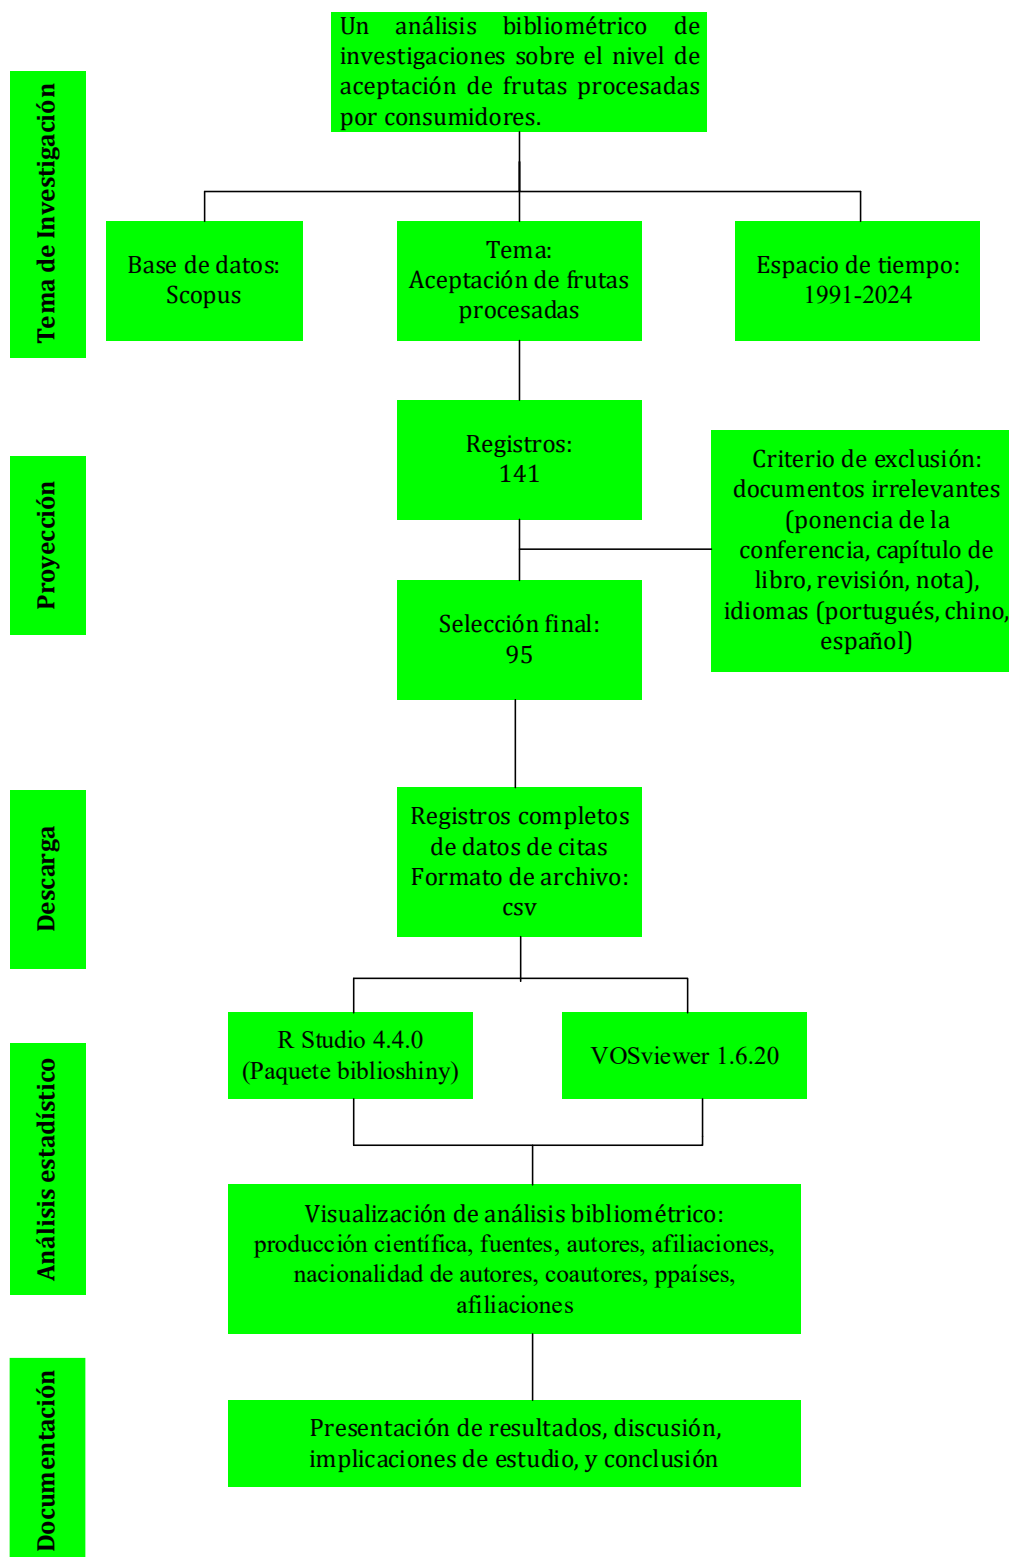 Un análisis bibliométrico de
investigaciones sobre el nivel de
aceptación de frutas procesadas
por consumidores.
Tema de Investigación
Base de datos:
Scopus
Tema:
Aceptación de frutas
procesadas
Espacio de tiempo:
1991-2024
Proyección
Registros:
141
Criterio de exclusión:
documentos irrelevantes
(ponencia de la
conferencia, capítulo de
libro, revisión, nota),
idiomas (portugués, chino,
español)
Selección final:
95
Descarga
Registros completos
de datos de citas
Formato de archivo:
csv
Análisis estadístico
R Studio 4.4.0
(Paquete biblioshiny)
VOSviewer 1.6.20
Visualización de análisis bibliométrico:
producción científica, fuentes, autores, afiliaciones,
nacionalidad de autores, coautores, ppaíses,
afiliaciones
Documentación
Presentación de resultados, discusión,
implicaciones de estudio, y conclusión